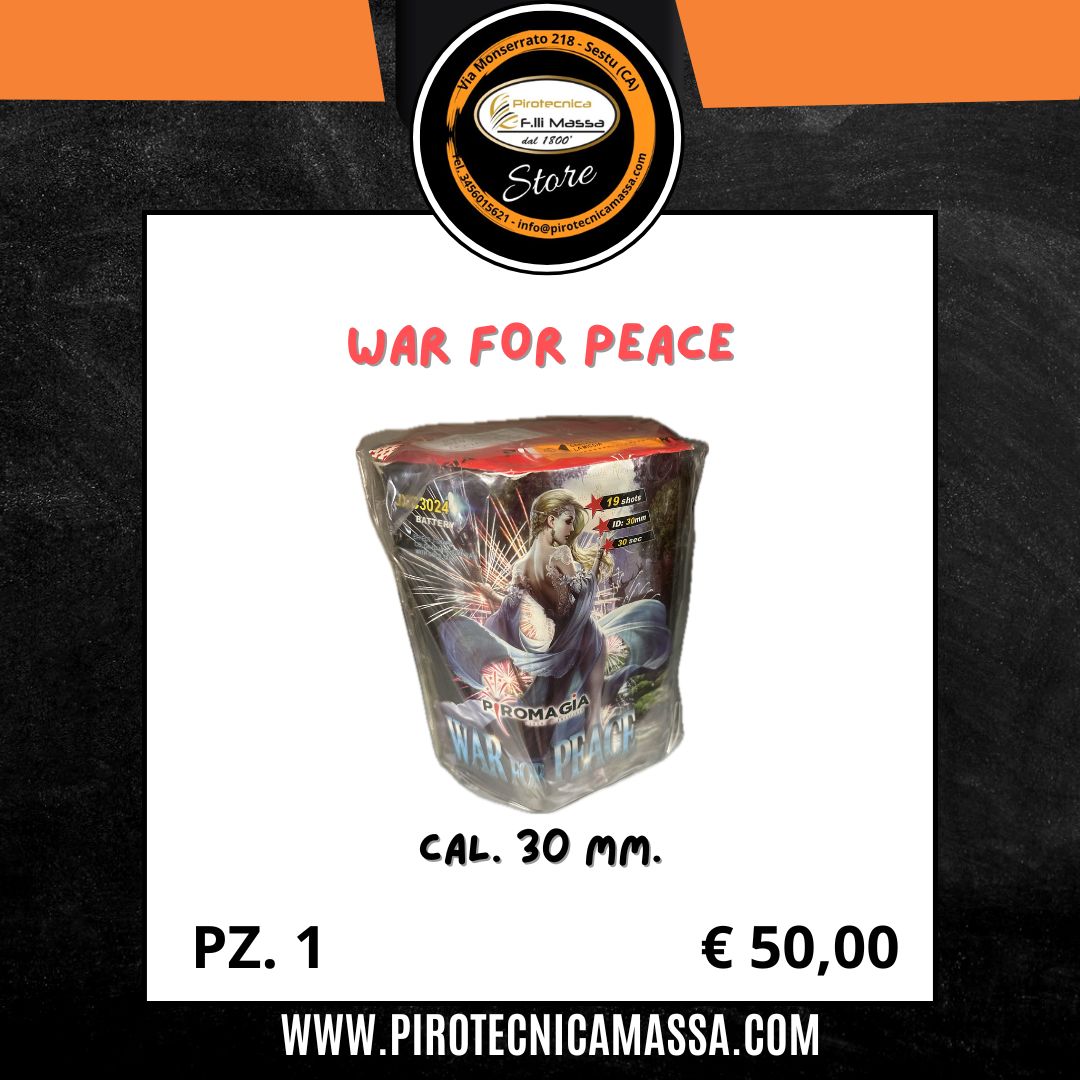 Via Monserrato 218 - Sestu (CA)
Pirotecnica
F.lli Massa
dal 1800'
Store
Tel. 3456015621 - info@pirotecnicamassa.com
WAR FOR PEACE
3024
BATTERY
19 shots
ID: 30mm
30 sec
PIROMAGIA
WAR FOR PEACE
CAL. 30 MM.
PZ. 1
€ 50,00
WWW.PIROTECNICAMASSA.COM